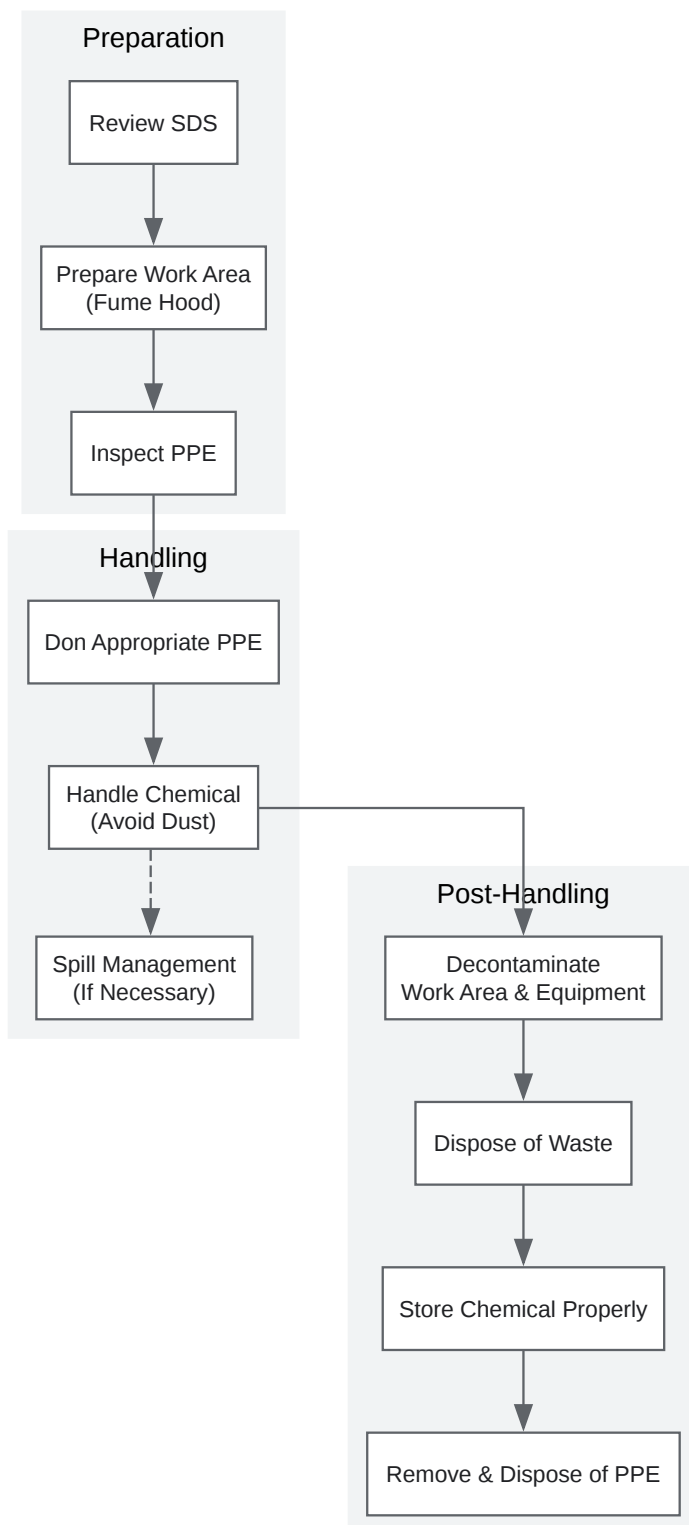 Preparation
Review SDS
Prepare Work Area
(Fume Hood)
Inspect PPE
Handling
Don Appropriate PPE
Handle Chemical
(Avoid Dust)
Spill Management
(If Necessary)
Post-Handling
Decontaminate
Work Area & Equipment
Dispose of Waste
Store Chemical Properly
Remove & Dispose of PPE